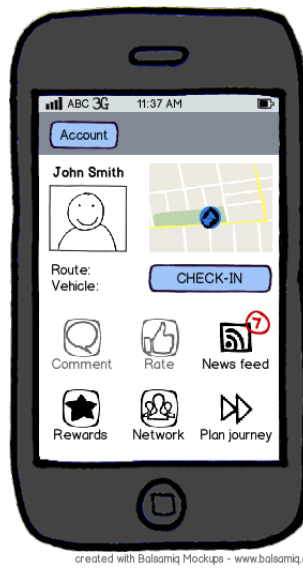 ABC 3G 11:37 AM
Account
John Smith
Route:
Vehicle:
CHECK-IN
7
Comment Rate News feed
Rewards Network Plan journey
created with Balsamiq Mockups - www.balsamiq.c